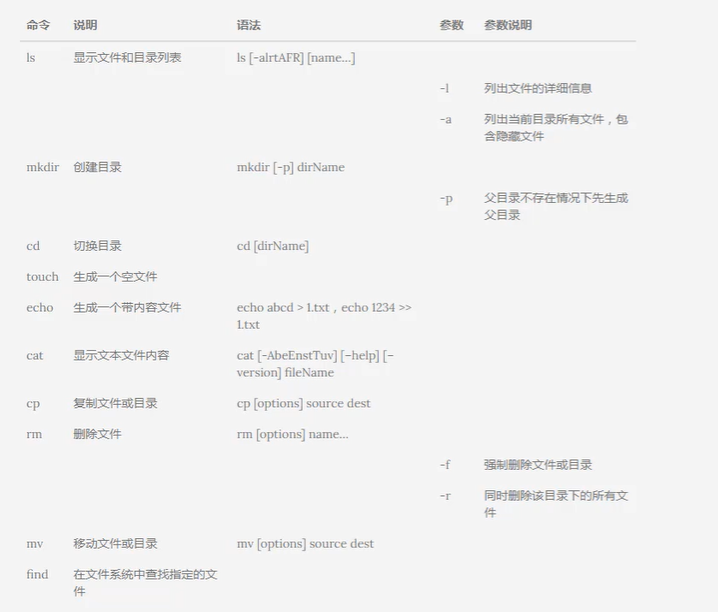 命令 说明 语法 参数 参数说明
ls 显示文件和目录列表 ls [-alrtAFR] [name...]
-l 列出文件的详细信息
-a 列出当前目录所有文件，包
含隐藏文件
mkdir 创建目录 mkdir [-p] dirName
-p 父目录不存在情况下先生成
父目录
cd 切换目录 cd [dirName]
touch 生成一个空文件
echo 生成一个带内容文件 echo abcd > 1.txt，echo 1234 >>
1.txt
cat 显示文本文件内容 cat [-AbeEnstTuv] [--help] [--
version] fileName
cp 复制文件或目录 cp [options] source dest
rm 删除文件 rm [options] name...
-f 强制删除文件或目录
-r 同时删除该目录下的所有文
件
mv 移动文件或目录 mv [options] source dest
find 在文件系统中查找指定的文
件